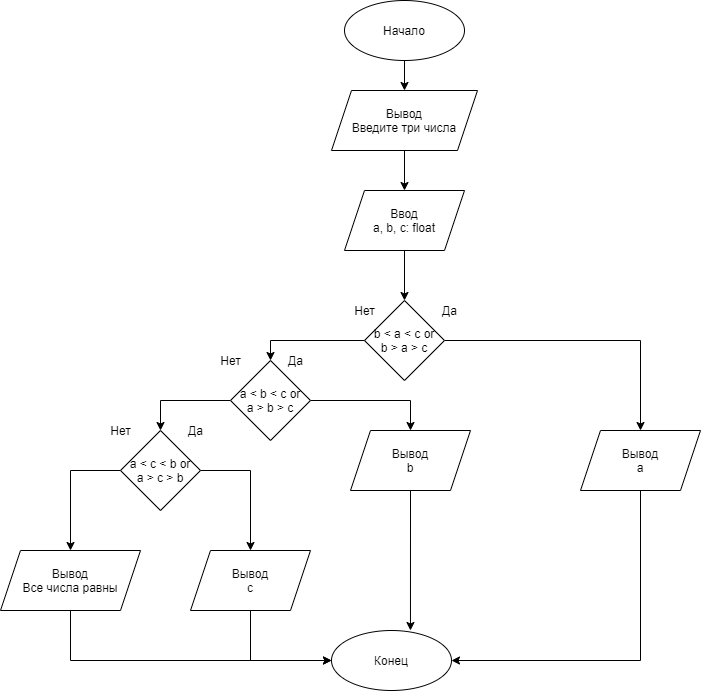 Начало
Вывод
Введите три числа
Ввод
a, b, c: float
Нет
Да
b < a < c or
b > a > c
Нет
Да
a < b < c or
a > b > c
Нет
Да
a < c < b or
a > c > b
Вывод
b
Вывод
a
Вывод
Все числа равны
Вывод
c
Конец